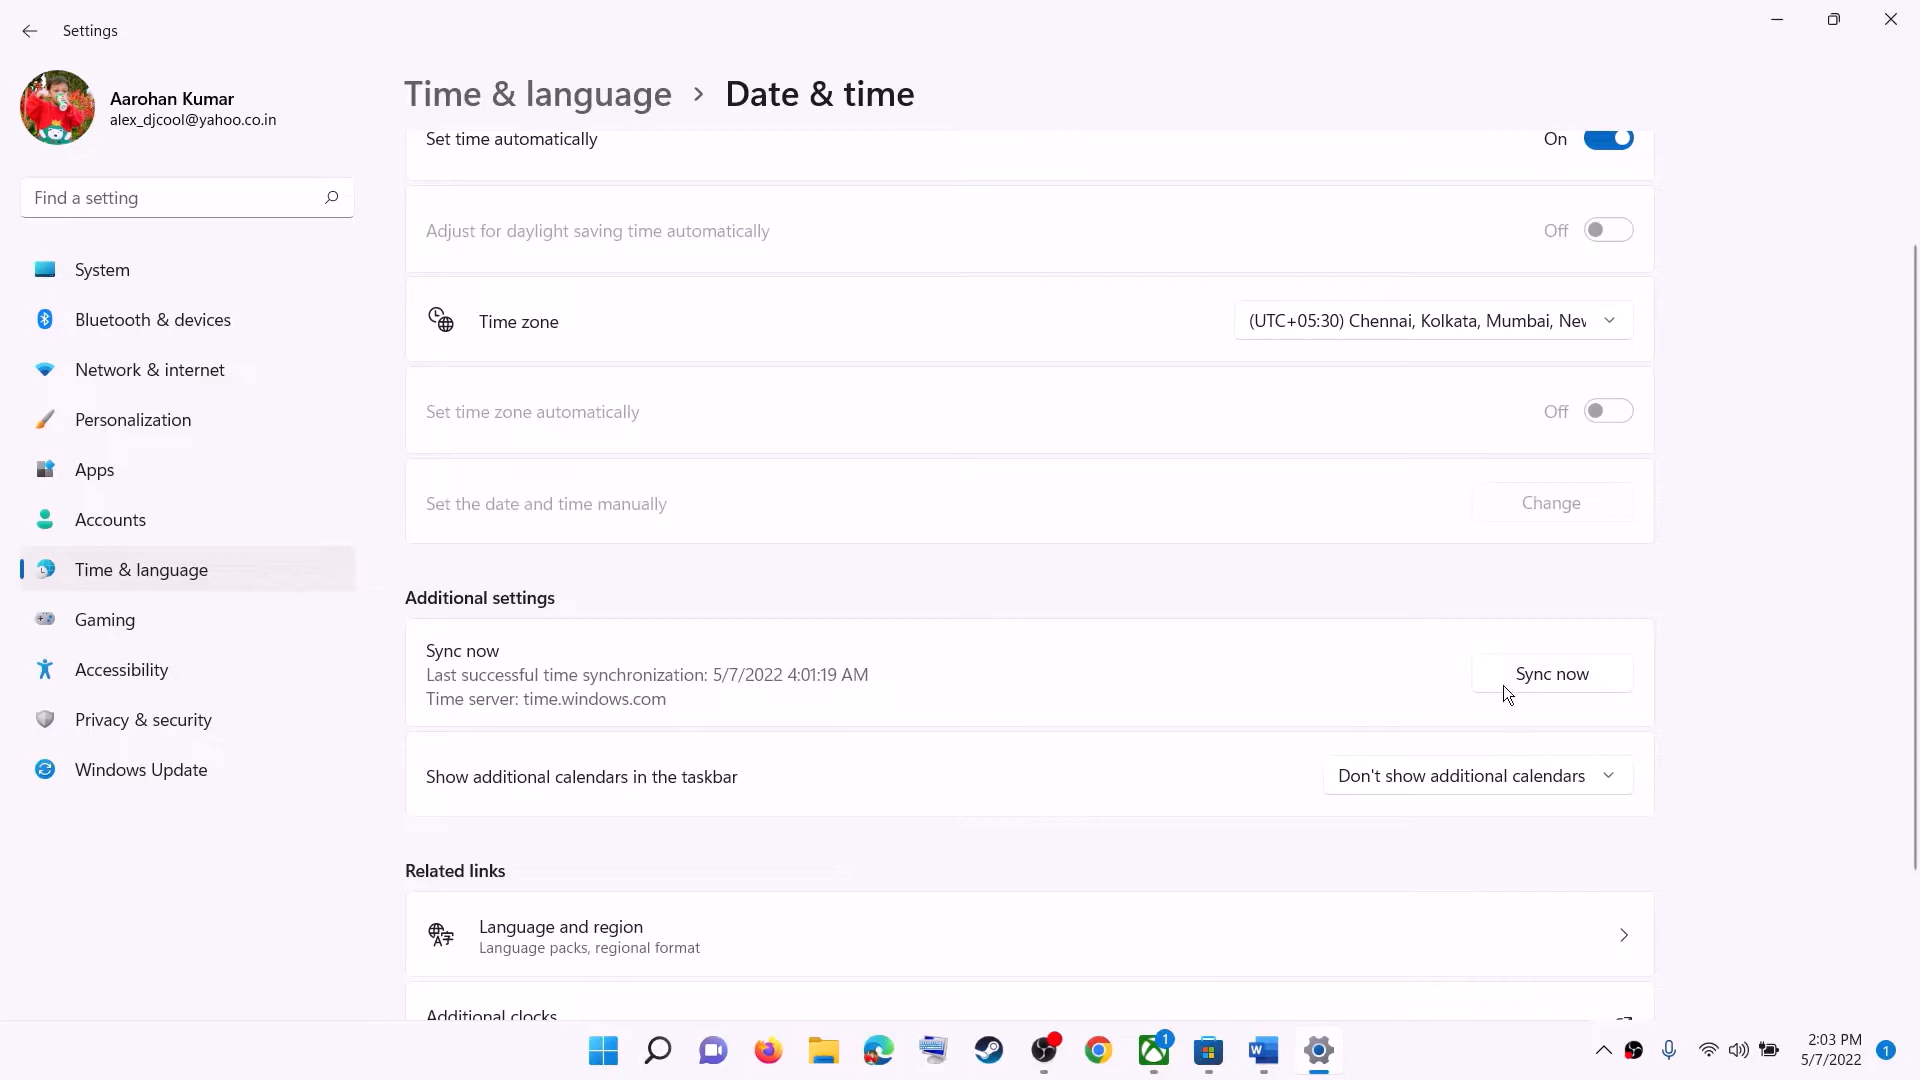 Settings
Aarohan Kumar
alex_djcool@yahoo.co.in
Find a setting
System
Bluetooth & devices
Network & internet
Personalization
Apps
Accounts
Time & language
Gaming
Accessibility
Privacy & security
Windows Update
Time & language > Date & time
Set time automatically On
Adjust for daylight saving time automatically Off
Time zone (UTC+05:30) Chennai, Kolkata, Mumbai, Nev
Set time zone automatically Off
Set the date and time manually Change
Additional settings
Sync now
Last successful time synchronization: 5/7/2022 4:01:19 AM
Time server: time.windows.com
Sync now
Show additional calendars in the taskbar Don't show additional calendars
Related links
Language and region
Language packs, regional format
Additional clocks
1
W
2:03 PM
5/7/2022
1